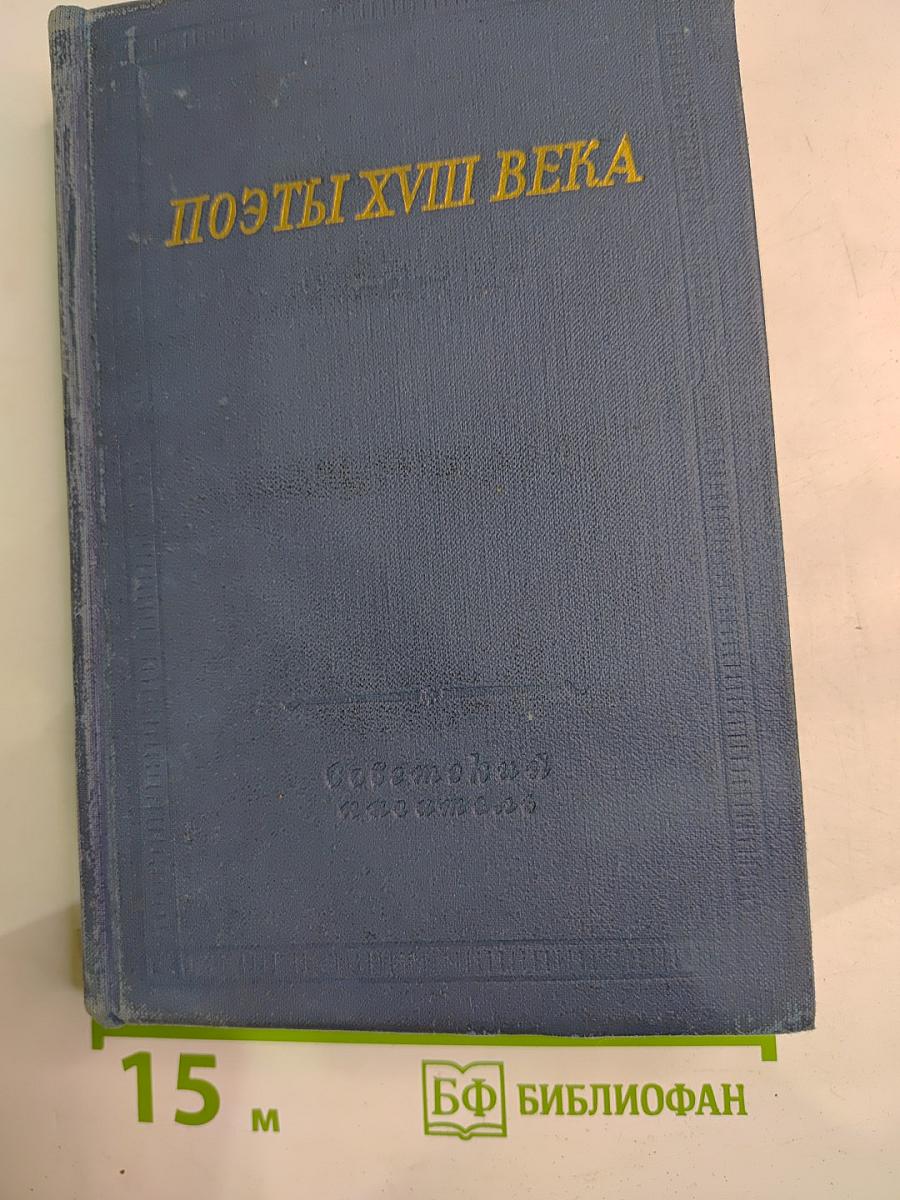 ПОЭТЫ XVIII ВЕКА
Советский
писатель
15 м
БФ БИБЛИОФАН